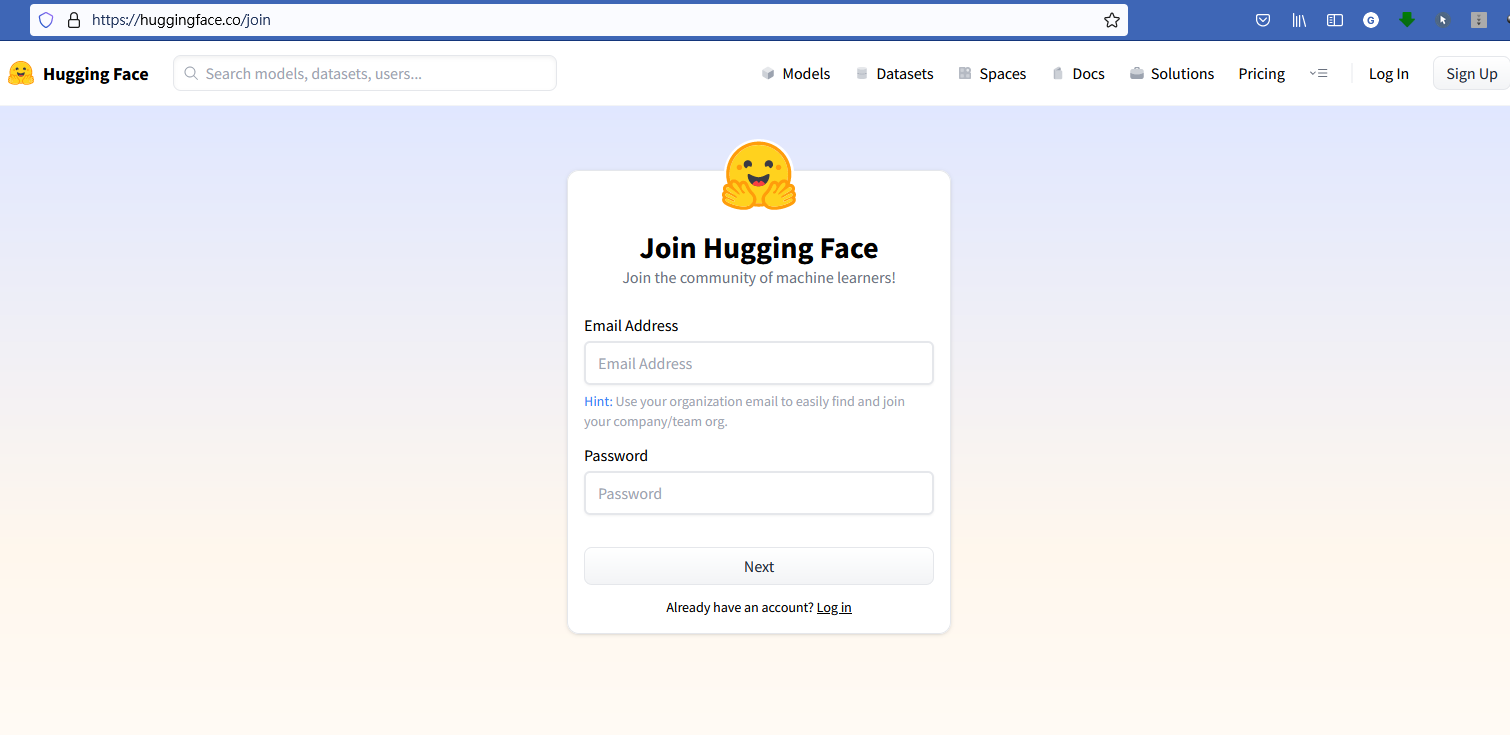 https://huggingface.co/join
G
Hugging Face
Search models, datasets, users...
Models
Datasets
Spaces
Docs
Solutions
Pricing
Log In
Sign Up
Join Hugging Face
Join the community of machine learners!
Email Address
Email Address
Hint: Use your organization email to easily find and join
your company/team org.
Password
Password
Next
Already have an account? Log in